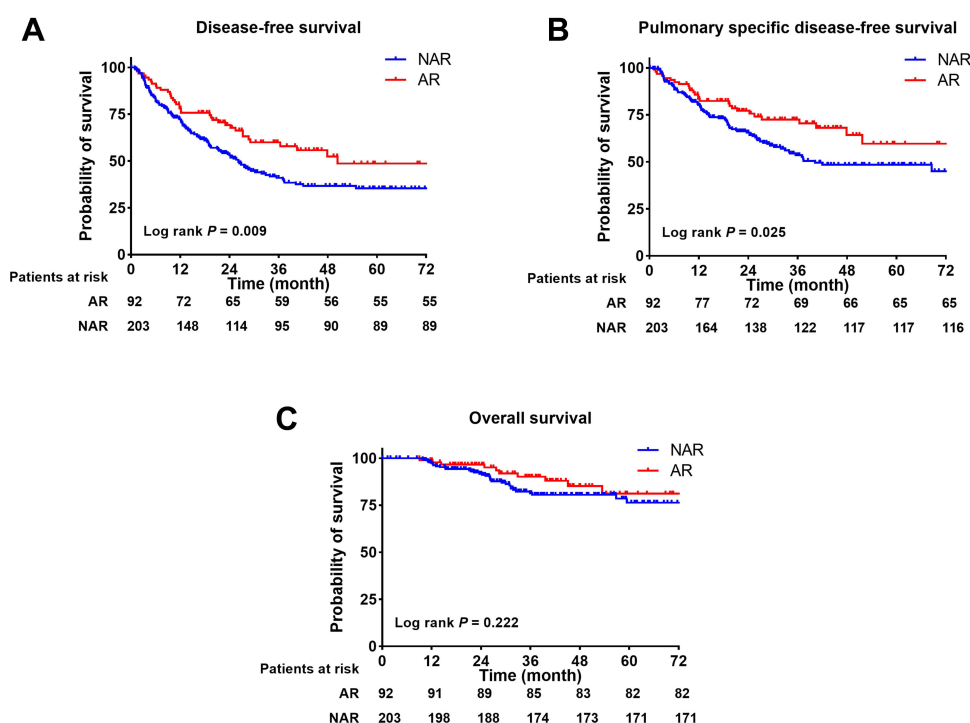 A
Disease-free survival
NAR
AR
Probability of survival
100
75
50
25
0
Log rank P = 0.009
0 12 24 36 48 60 72
Time (month)
Patients at risk
AR 92 72 65 59 56 55 55
NAR 203 148 114 95 90 89 89
B
Pulmonary specific disease-free survival
NAR
AR
Probability of survival
100
75
50
25
0
Log rank P = 0.025
0 12 24 36 48 60 72
Time (month)
Patients at risk
AR 92 77 72 69 66 65 65
NAR 203 164 138 122 117 117 116
C
Overall survival
NAR
AR
Probability of survival
100
75
50
25
0
Log rank P = 0.222
0 12 24 36 48 60 72
Time (month)
Patients at risk
AR 92 91 89 85 83 82 82
NAR 203 198 188 174 173 171 171